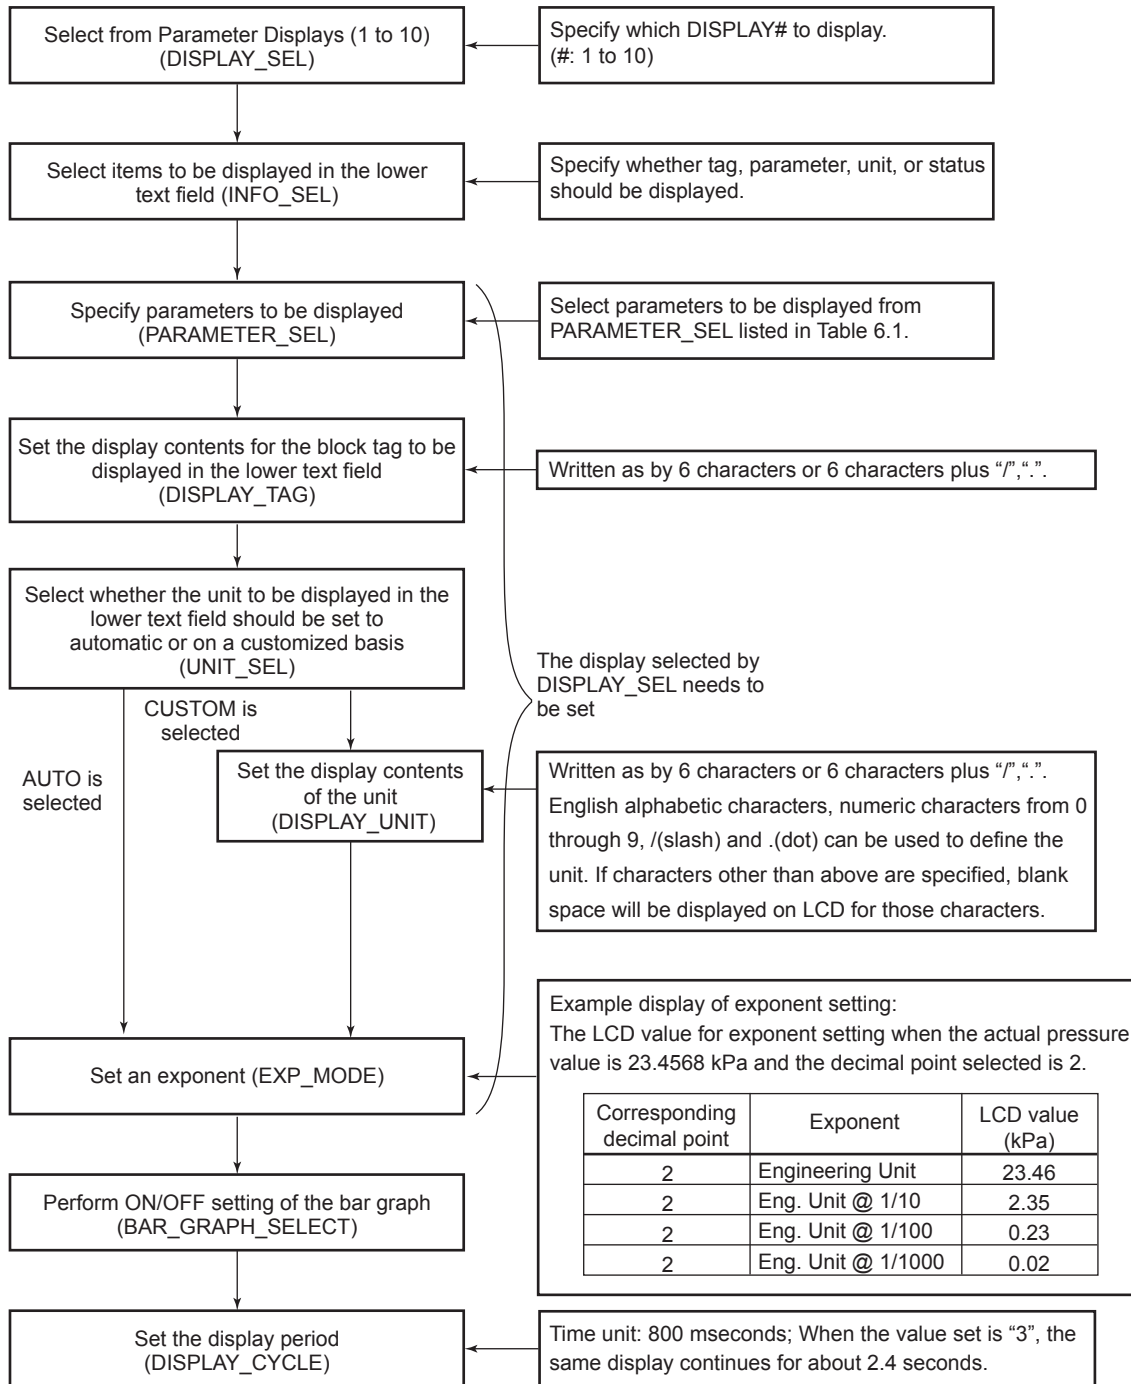 Select from Parameter Displays (1 to 10)
(DISPLAY_SEL)
Specify which DISPLAY# to display.
(#: 1 to 10)
Select items to be displayed in the lower
text field (INFO_SEL)
Specify whether tag, parameter, unit, or status
should be displayed.
Specify parameters to be displayed
(PARAMETER_SEL)
Select parameters to be displayed from
PARAMETER_SEL listed in Table 6.1.
Set the display contents for the block tag to be
displayed in the lower text field
(DISPLAY_TAG)
Written as by 6 characters or 6 characters plus “/”,“.”.
Select whether the unit to be displayed in the
lower text field should be set to
automatic or on a customized basis
(UNIT_SEL)
The display selected by
DISPLAY_SEL needs to
be set
CUSTOM is
selected
AUTO is
selected
Set the display contents
of the unit
(DISPLAY_UNIT)
Written as by 6 characters or 6 characters plus “/”,“.”.
English alphabetic characters, numeric characters from 0
through 9, /(slash) and .(dot) can be used to define the
unit. If characters other than above are specified, blank
space will be displayed on LCD for those characters.
Set an exponent (EXP_MODE)
Example display of exponent setting:
The LCD value for exponent setting when the actual pressure
value is 23.4568 kPa and the decimal point selected is 2.
Corresponding
decimal point
Exponent
LCD value
(kPa)
2 Engineering Unit 23.46
2 Eng. Unit @ 1/10 2.35
2 Eng. Unit @ 1/100 0.23
2 Eng. Unit @ 1/1000 0.02
Perform ON/OFF setting of the bar graph
(BAR_GRAPH_SELECT)
Set the display period
(DISPLAY_CYCLE)
Time unit: 800 mseconds; When the value set is “3”, the
same display continues for about 2.4 seconds.